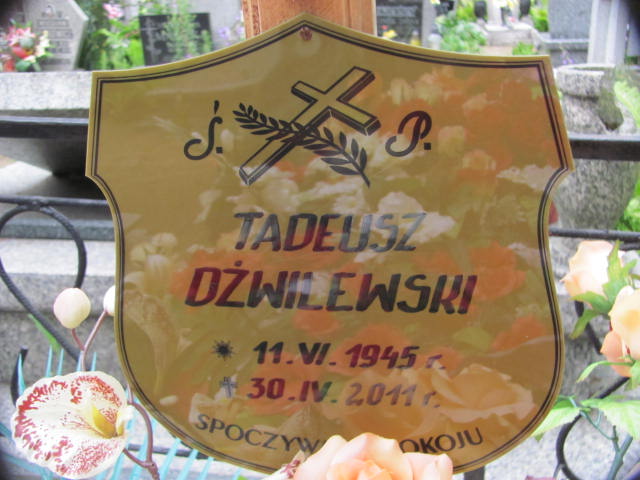 Ś. P.
TADEUSZ
DŹWILEWSKI
11.VI.1945 r.
30.IV.2011 r.
SPOCZYW OKOJU